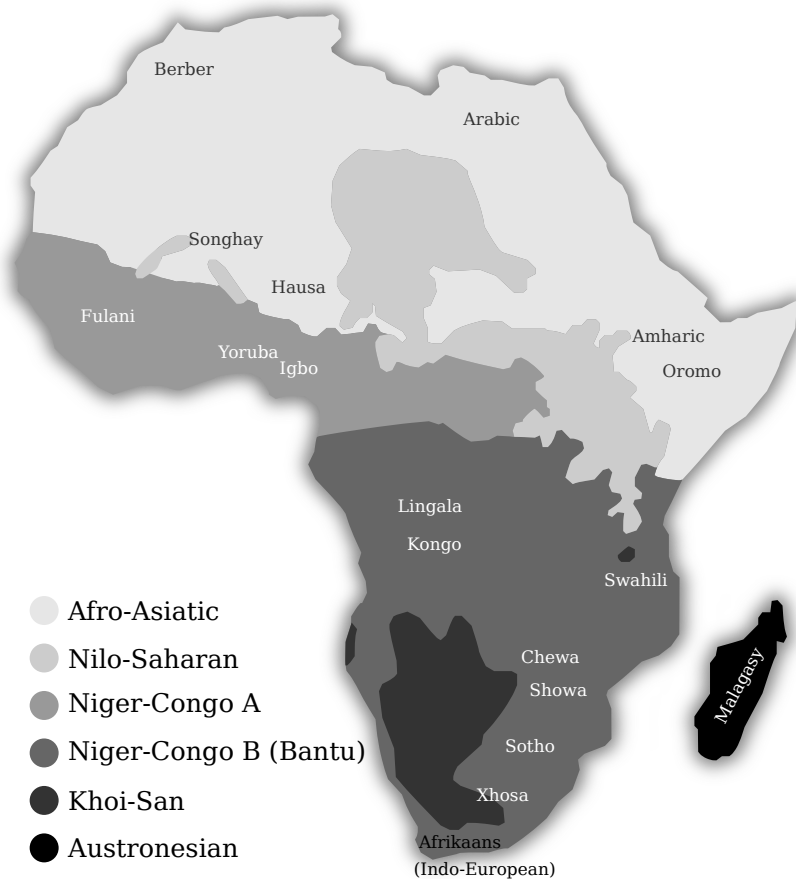 Berber
Arabic
Songhay
Hausa
Fulani
Amharic
Yoruba
Igbo
Oromo
Lingala
Kongo
Swahili
Chewa
Showa
Malagasy
Sotho
Xhosa
Afrikaans
(Indo-European)
Afro-Asiatic
Nilo-Saharan
Niger-Congo A
Niger-Congo B (Bantu)
Khoi-San
Austronesian